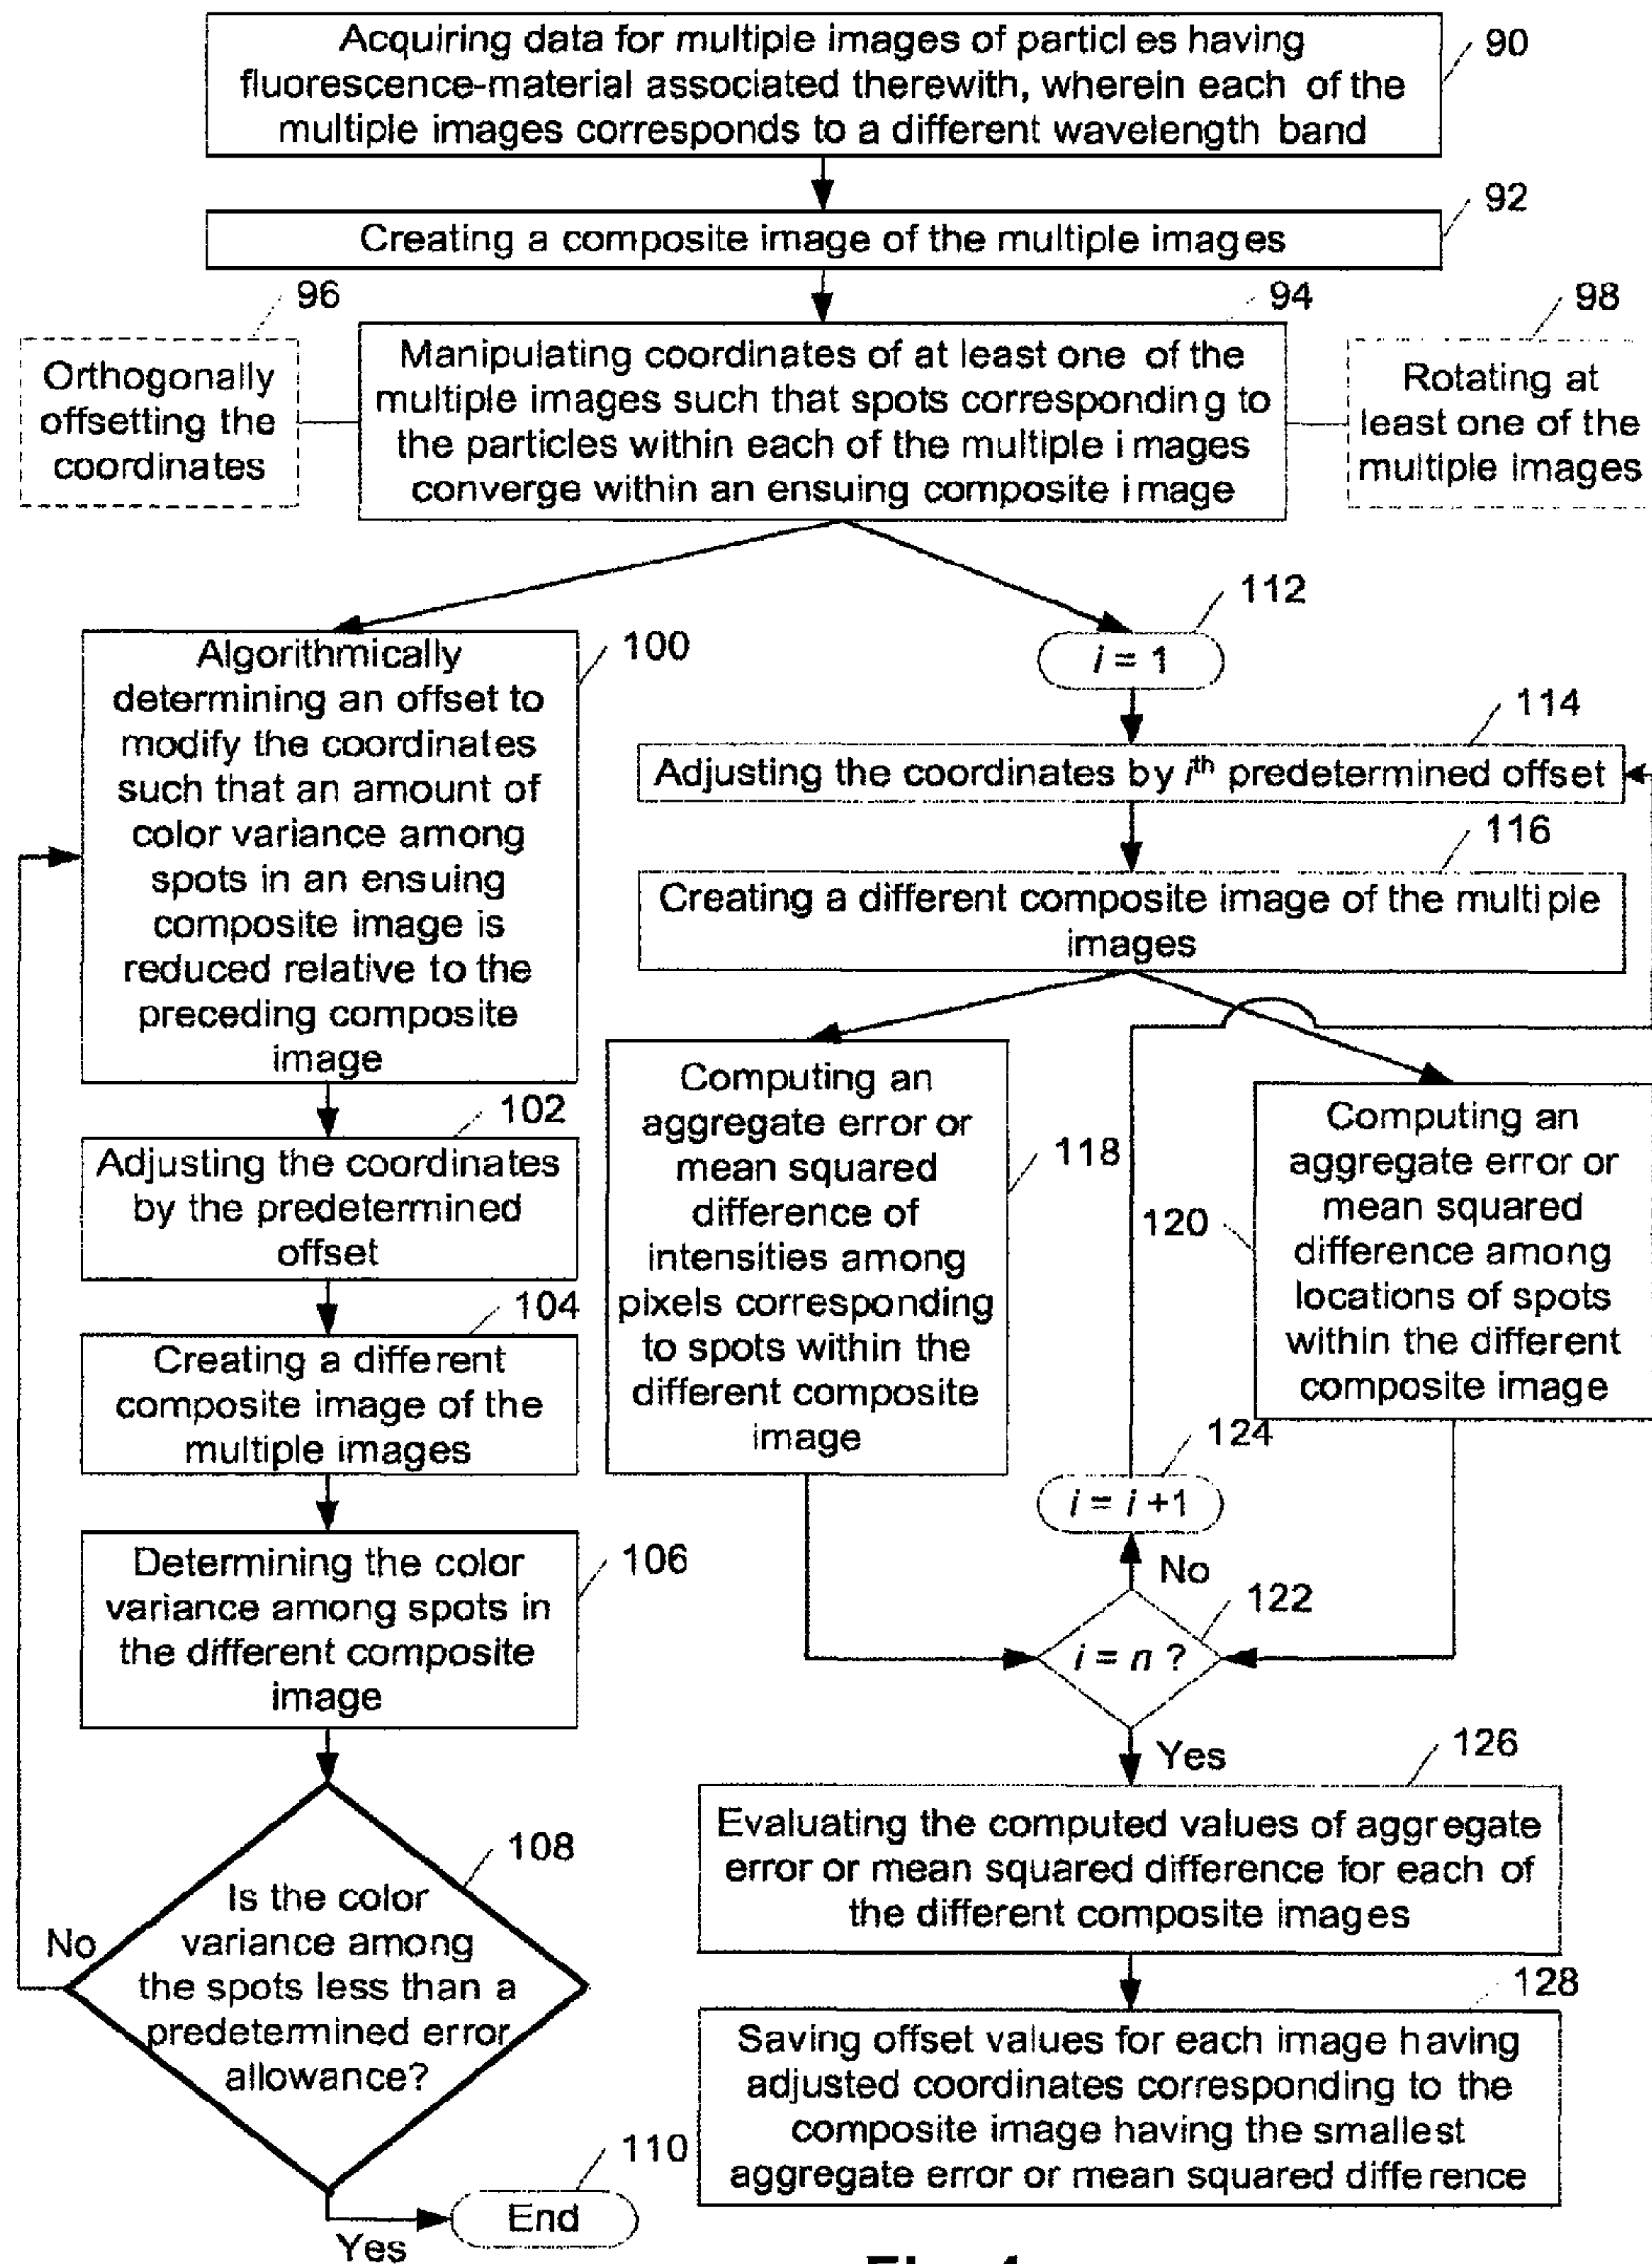 Acquiring data for multiple images of particles having
fluorescence-material associated therewith, wherein each of the
multiple images corresponds to a different wavelength band
90
Creating a composite image of the multiple images
92
96
Orthogonally
offsetting the
coordinates
94
Manipulating coordinates of at least one of the
multiple images such that spots corresponding to
the particles within each of the multiple images
converge within an ensuing composite image
98
Rotating at
least one of the
multiple images
100
Algorithmically
determining an offset to
modify the coordinates
such that an amount of
color variance among
spots in an ensuing
composite image is
reduced relative to the
preceding composite
image
102
Adjusting the coordinates
by the predetermined
offset
104
Creating a different
composite image of the
multiple images
106
Determining the color
variance among spots in
the different composite
image
108
Is the color
variance among
the spots less than a
predetermined error
allowance?
No
Yes
110
End
112
i = 1
114
Adjusting the coordinates by ith predetermined offset
116
Creating a different composite image of the multiple
images
118
Computing an
aggregate error or
mean squared
difference of
intensities among
pixels corresponding
to spots within the
different composite
image
120
Computing an
aggregate error or
mean squared
difference among
locations of spots
within the different
composite image
124
i = i +1
No
122
i = n ?
Yes
126
Evaluating the computed values of aggregate
error or mean squared difference for each of
the different composite images
128
Saving offset values for each image having
adjusted coordinates corresponding to the
composite image having the smallest
aggregate error or mean squared difference